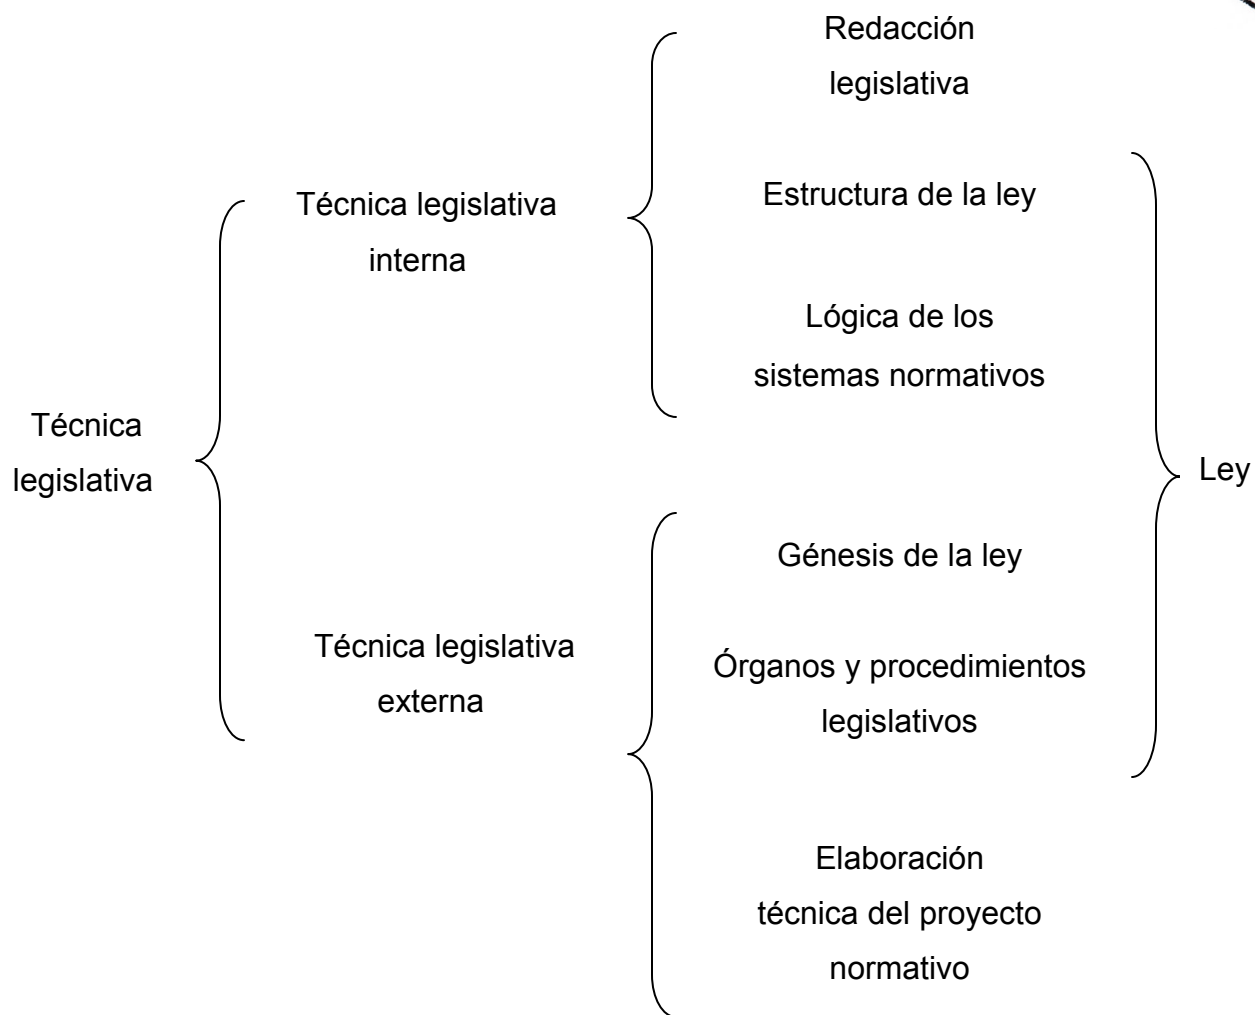 Técnica
legislativa
Técnica legislativa
interna
Redacción
legislativa
Estructura de la ley
Lógica de los
sistemas normativos
Técnica legislativa
externa
Génesis de la ley
Órganos y procedimientos
legislativos
Elaboración
técnica del proyecto
normativo
Ley